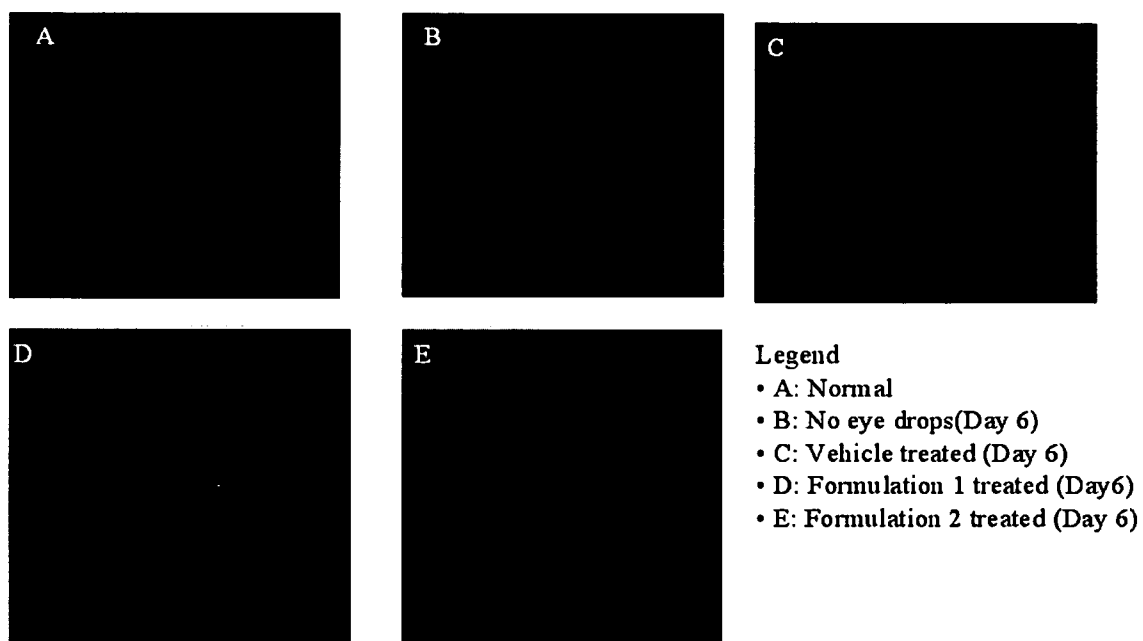 A
B
C
D
E
Legend
• A: Normal
• B: No eye drops(Day 6)
• C: Vehicle treated (Day 6)
• D: Formulation 1 treated (Day6)
• E: Formulation 2 treated (Day 6)